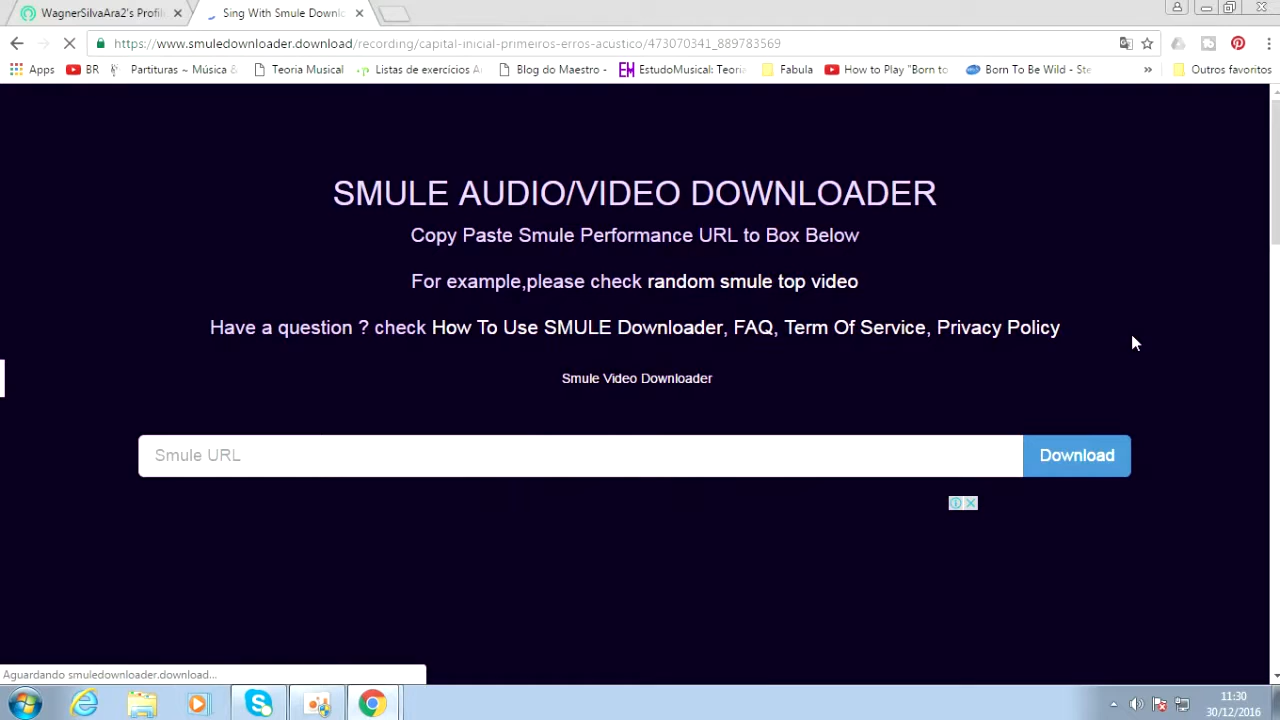 WagnerSilvaAra2's Profil
Sing With Smule Downl
https://www.smuledownloader.download/recording/capital-inicial-primeiros-erros-acustico/473070341_889783569
Apps
BR
Partituras ~ Música &
Teoria Musical
Listas de exercícios
Blog do Maestro -
EM EstudoMusical: Teoria
Fabula
How to Play "Born to
Born To Be Wild - Ste
»
Outros favoritos
SMULE AUDIO/VIDEO DOWNLOADER
Copy Paste Smule Performance URL to Box Below
For example,please check random smule top video
Have a question ? check How To Use SMULE Downloader, FAQ, Term Of Service, Privacy Policy
Smule Video Downloader
Smule URL
Download
Aguardando smuledownloader.download...
11:30
30/12/2016